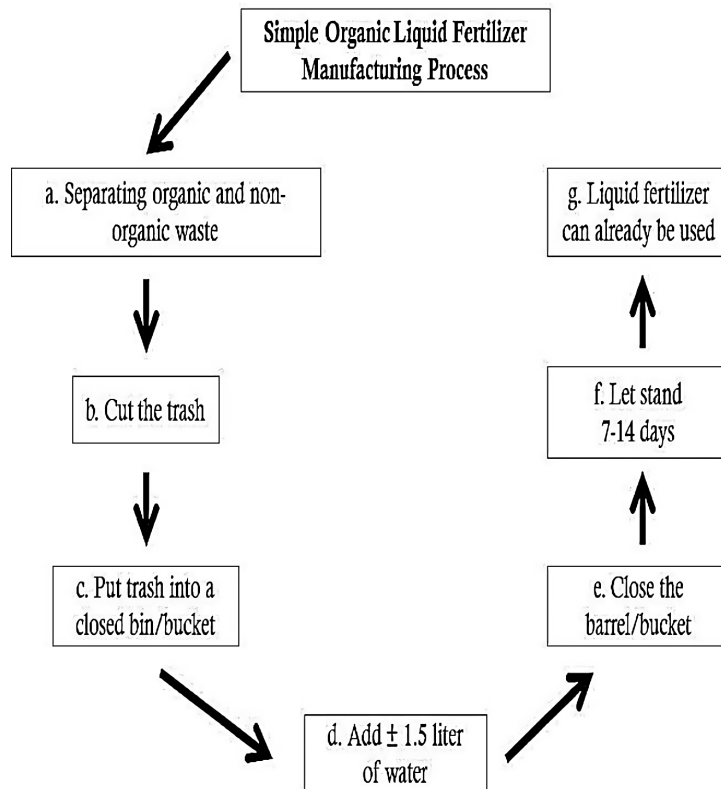 Simple Organic Liquid Fertilizer
Manufacturing Process
a. Separating organic and non-
organic waste
b. Cut the trash
c. Put trash into a
closed bin/bucket
d. Add ± 1.5 liter
of water
e. Close the
barrel/bucket
f. Let stand
7-14 days
g. Liquid fertilizer
can already be used